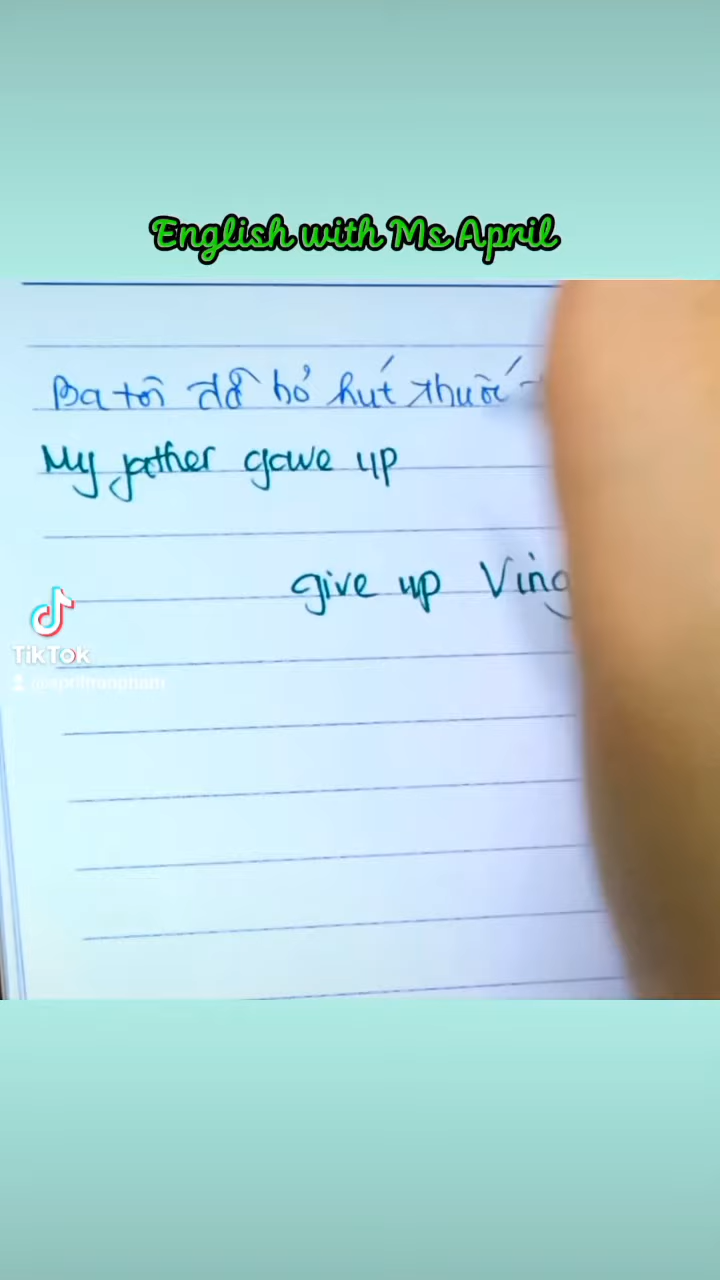 English with Ms April
Ba tôi đã bỏ hút thuốc
My father gave up
give up Ving
TikTok